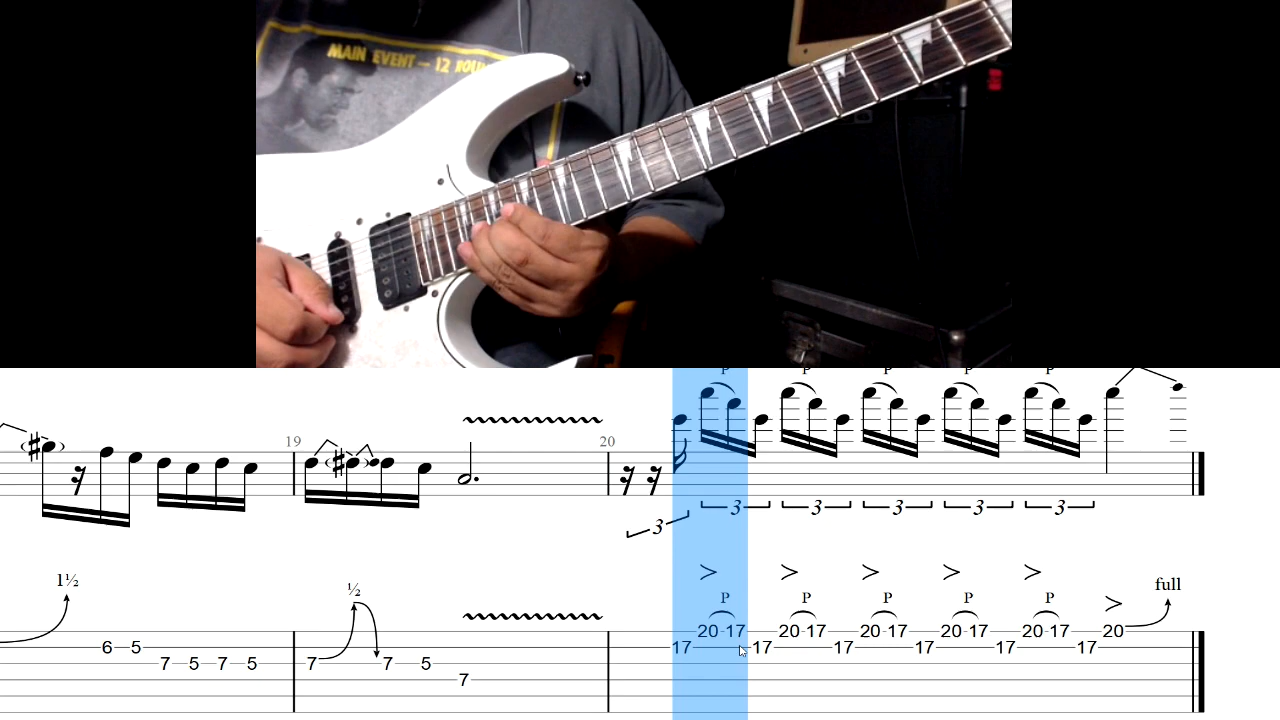 MAIN EVENT – 12 ROUN
P P P P P
19 20
3 3 3 3 3 3
> > > > >
1½ ½ P P P P P > full
20 17 20 17 20 17 20 17 20 17 20
6 5 17 17 17 17 17 17
7 5 7 5 7 7 5
7